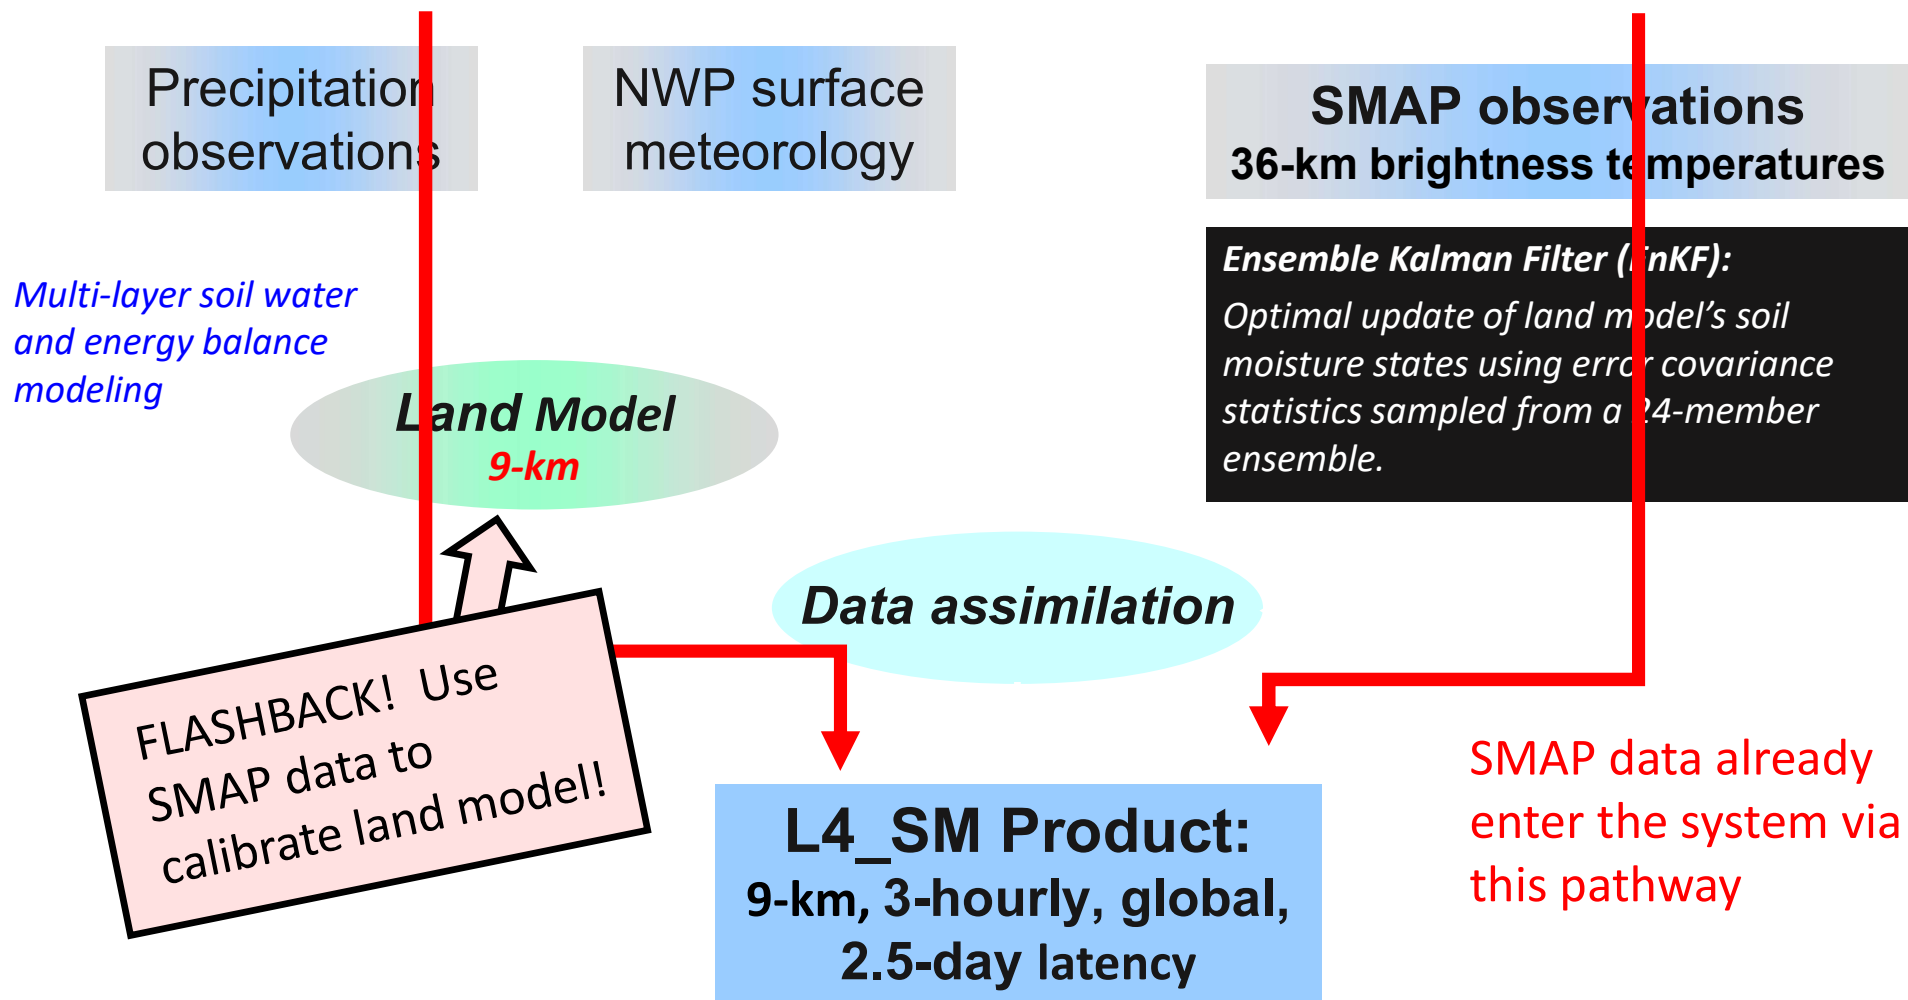 Precipitation
observations
NWP surface
meteorology
SMAP observations
36-km brightness temperatures
Ensemble Kalman Filter (EnKF):
Optimal update of land model’s soil
moisture states using error covariance
statistics sampled from a 24-member
ensemble.
Multi-layer soil water
and energy balance
modeling
Land Model
9-km
Data assimilation
FLASHBACK!  Use
SMAP data to
calibrate land model!
SMAP data already
enter the system via
this pathway
L4_SM Product:
9-km, 3-hourly, global,
2.5-day latency